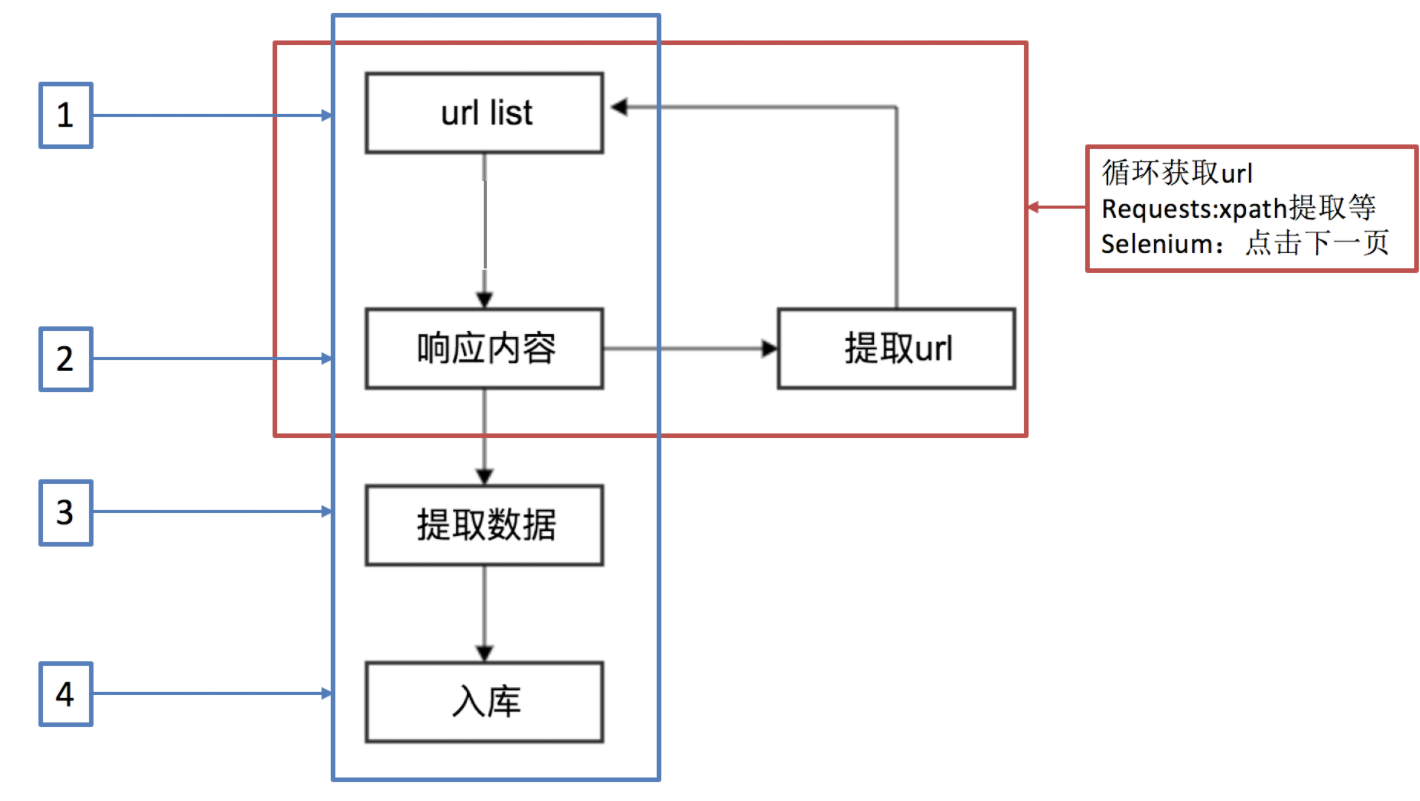 1
url list
循环获取url
Requests:xpath提取等
Selenium：点击下一页
2
响应内容
提取url
3
提取数据
4
入库